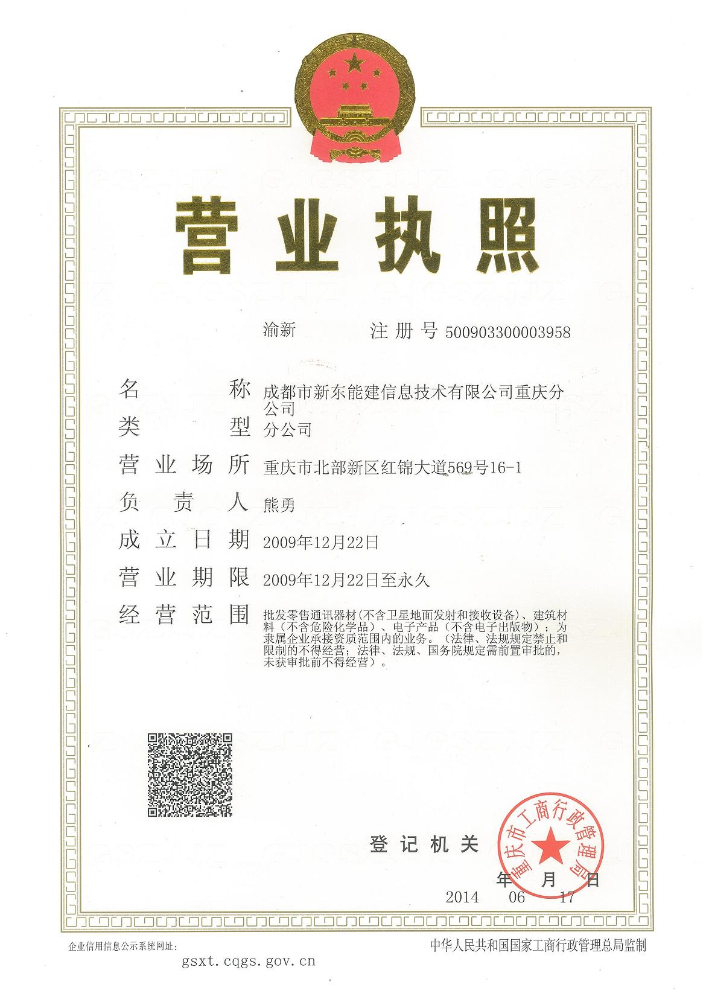 营业执照
渝新 注册号 500903300003958
名称 成都市新东能建信息技术有限公司重庆分
公司
类型 分公司
营业场所 重庆市北部新区红锦大道569号16-1
负责人 熊勇
成立日期 2009年12月22日
营业期限 2009年12月22日至永久
经营范围 批发零售通讯器材(不含卫星地面发射和接收设备)、建筑材
料（不含危险化学品）、电子产品（不含电子出版物）；为
隶属企业承接资质范围内的业务。（法律、法规规定禁止和
限制的不得经营；法律、法规、国务院规定需前置审批的，
未获审批前不得经营）。
重庆市工商行政管理局
登记机关
年 月 日
2014 06 17
企业信用信息公示系统网址：
gsxt.cqgs.gov.cn
中华人民共和国国家工商行政管理总局监制